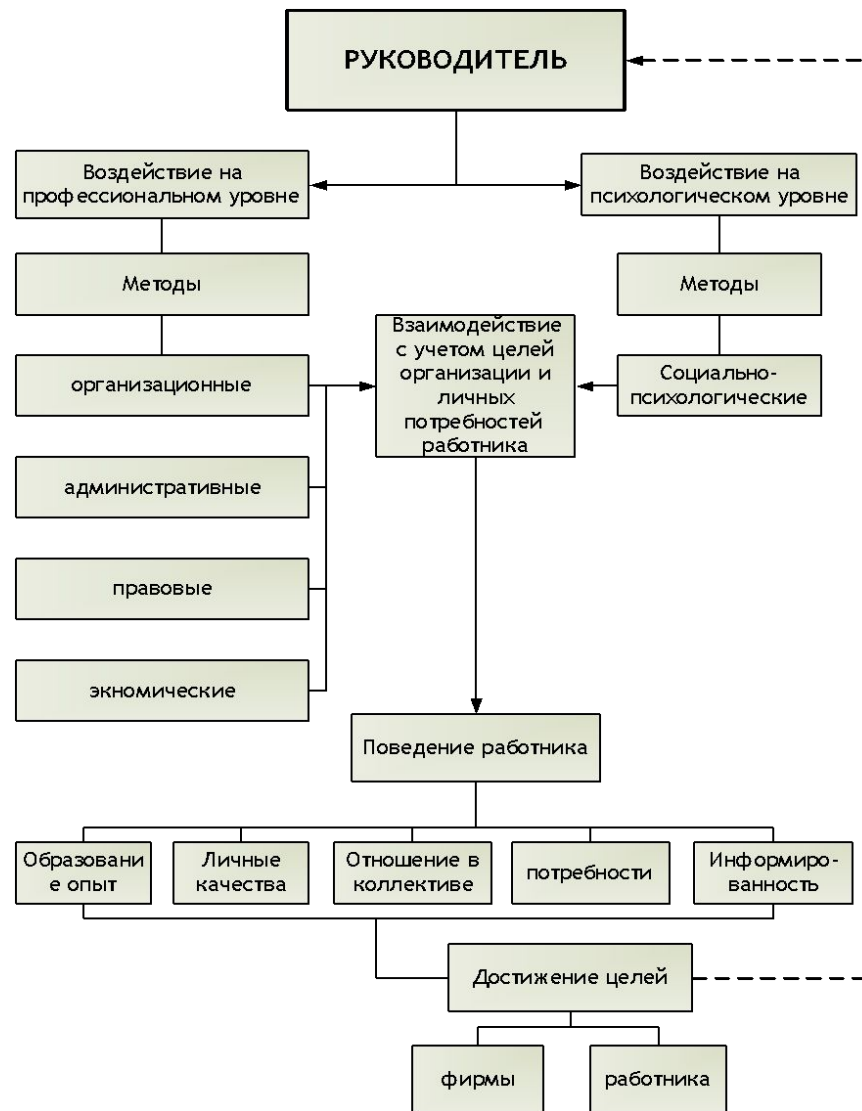 РУКОВОДИТЕЛЬ
Воздействие на
профессиональном уровне
Воздействие на
психологическом уровне
Методы
Методы
Взаимодействие
с учетом целей
организации и
личных
потребностей
работника
организационные
Социально-
психологические
административные
правовые
экномические
Поведение работника
Образовани
е опыт
Личные
качества
Отношение в
коллективе
потребности
Информиро-
ванность
Достижение целей
фирмы
работника